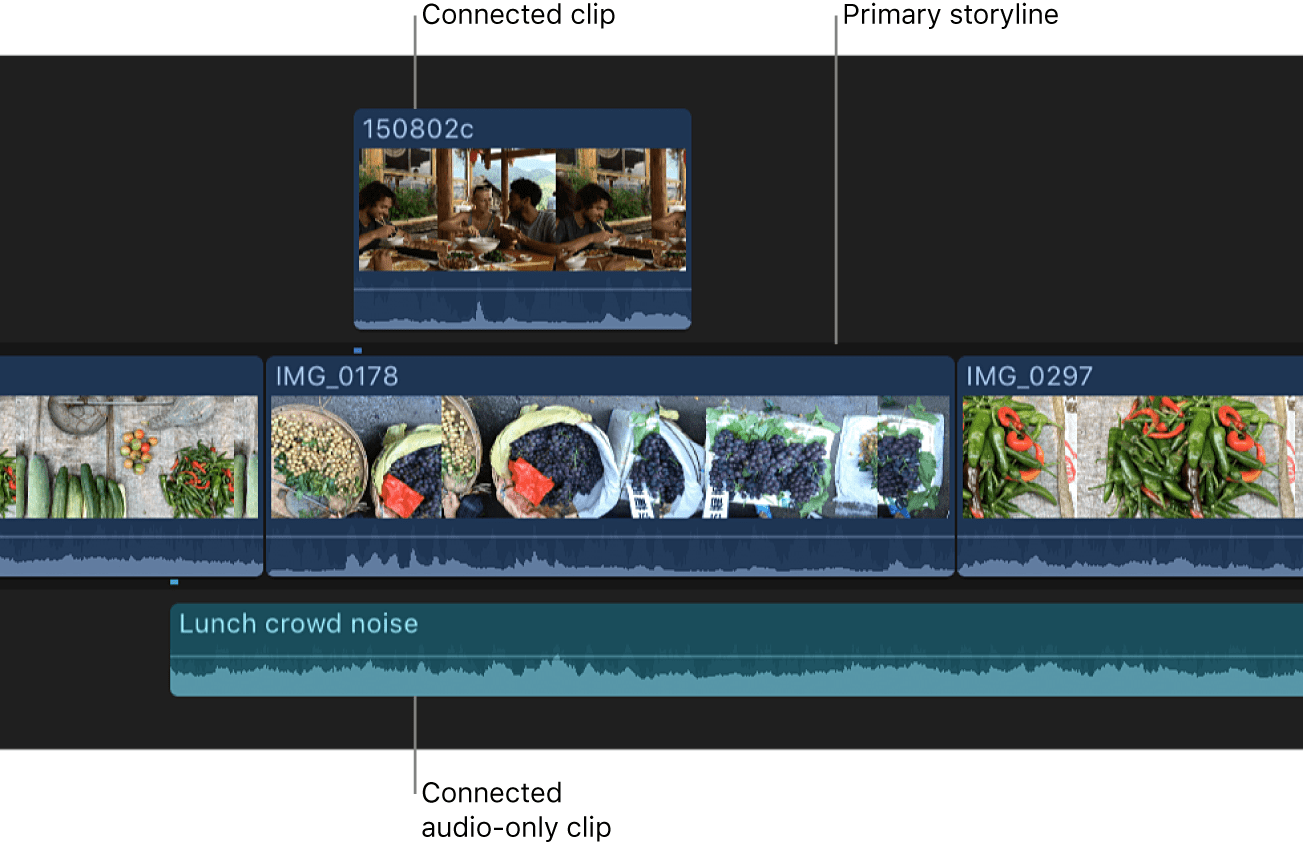 Connected clip
Primary storyline
150802c
IMG_0178
IMG_0297
Lunch crowd noise
Connected
audio-only clip